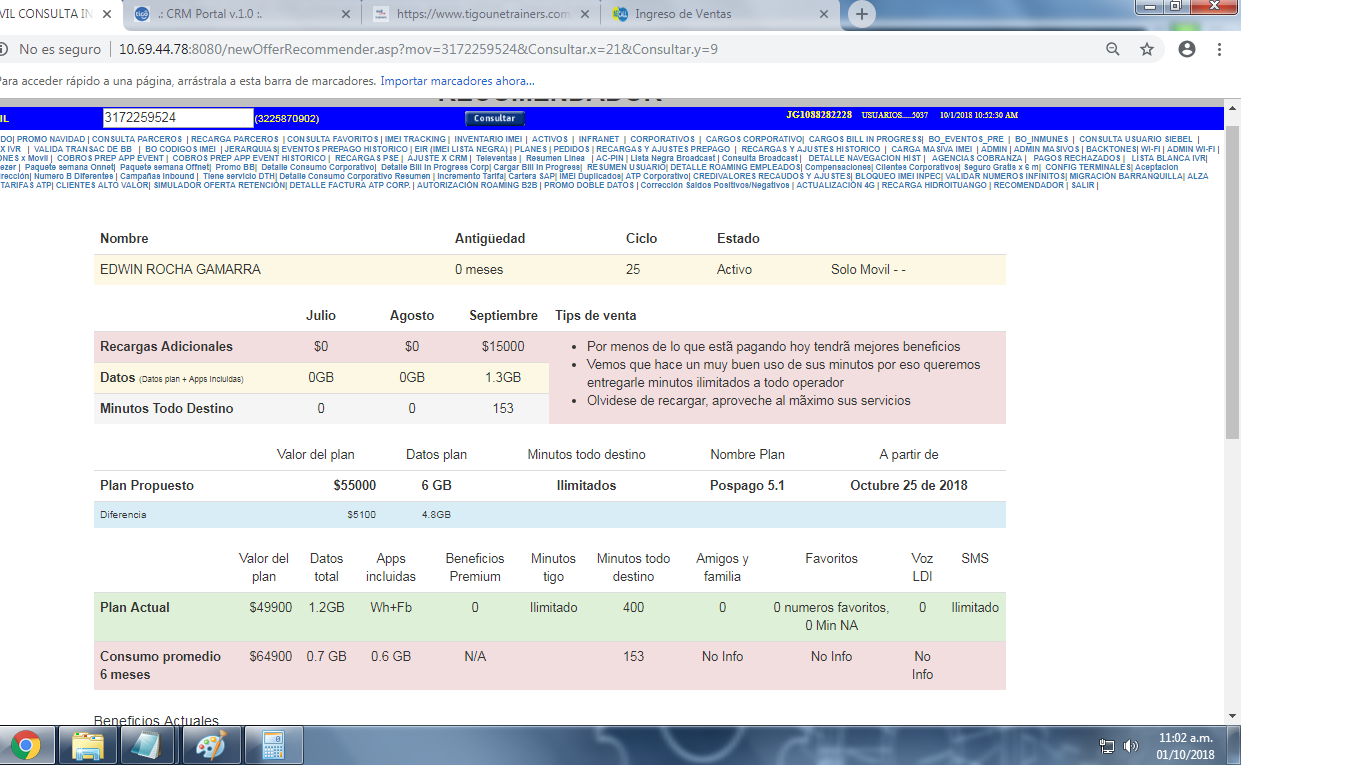 VIL CONSULTA IN
.: CRM Portal v.1.0 :.
https://www.tigounetrainers.com
Ingreso de Ventas
No es seguro | 10.69.44.78:8080/newOfferRecommender.asp?mov=3172259524&Consultar.x=21&Consultar.y=9
Para acceder rápido a una página, arrástrala a esta barra de marcadores. Importar marcadores ahora...
RECOMENDADOR
IL 3172259524 (3225870902) Consultar JG1088282228 USUARIOS.....5037 10/1/2018 10:52:30 AM
DO| PROMO NAVIDAD | CONSULTA PARCEROS | RECARGA PARCEROS | CONSULTA FAVORITOS | IMEI TRACKING | INVENTARIO IMEI | ACTIVOS | INFRANET | CORPORATIVOS | CARGOS CORPORATIVO| CARGOS BILL IN PROGRESS| BO_EVENTOS_PRE | BO_INMUNES | CONSULTA USUARIO SIEBEL |
X IVR | VALIDA TRANSAC DE BB | BO CODIGOS IMEI | JERARQUIAS| EVENTOS PREPAGO HISTORICO | EIR (IMEI LISTA NEGRA) | PLANES | PEDIDOS | RECARGAS Y AJUSTES PREPAGO | RECARGAS Y AJUSTES HISTORICO | CARGA MASIVA IMEI | ADMIN | ADMIN MASIVOS | BACKTONES| WI-FI | ADMIN WI-FI |
ONES x Movil | COBROS PREP APP EVENT | COBROS PREP APP EVENT HISTORICO | RECARGAS PSE | AJUSTE X CRM | Televentas | Resumen Linea | AC-PIN | Lista Negra Broadcast | Consulta Broadcast | DETALLE NAVEGACION HIST | AGENCIAS COBRANZA | PAGOS RECHAZADOS | LISTA BLANCA IVR|
ezer | Paquete semana Onnet| Paquete semana Offnet| Promo BB| Detalle Consumo Corporativo| Detalle Bill In Progress Corp| Cargar Bill In Progress| RESUMEN USUARIO| DETALLE ROAMING EMPLEADOS| Compensaciones| Clientes Corporativos| Seguro Gratis x 6 m| CONFIG TERMINALES| Aceptacion
rección| Numero B Diferentes | Campañas Inbound | Tiene servicio DTH| Detalle Consumo Corporativo Resumen | Incremento Tarifa| Cartera SAP| IMEI Duplicados| ATP Corporativo| CREDIVALORES RECAUDOS Y AJUSTES| BLOQUEO IMEI INPEC| VALIDAR NUMEROS INFINITOS| MIGRACIÓN BARRANQUILLA| ALZA
TARIFAS ATP| CLIENTES ALTO VALOR| SIMULADOR OFERTA RETENCIÓN| DETALLE FACTURA ATP CORP. | AUTORIZACIÓN ROAMING B2B | PROMO DOBLE DATOS | Corrección Saldos Positivos/Negativos | ACTUALIZACIÓN 4G | RECARGA HIDROITUANGO | RECOMENDADOR | SALIR |
Nombre Antigüedad Ciclo Estado
EDWIN ROCHA GAMARRA 0 meses 25 Activo Solo Movil - -
Julio Agosto Septiembre Tips de venta
Recargas Adicionales $0 $0 $15000
Datos (Datos plan + Apps incluidas) 0GB 0GB 1.3GB
Minutos Todo Destino 0 0 153
• Por menos de lo que estã pagando hoy tendrã mejores beneficios
• Vemos que hace un muy buen uso de sus minutos por eso queremos
entregarle minutos ilimitados a todo operador
• Olvidese de recargar, aproveche al mãximo sus servicios
Valor del plan Datos plan Minutos todo destino Nombre Plan A partir de
Plan Propuesto $55000 6 GB Ilimitados Pospago 5.1 Octubre 25 de 2018
Diferencia $5100 4.8GB
Valor del Datos Apps Beneficios Minutos Minutos todo Amigos y Favoritos Voz SMS
plan total incluidas Premium tigo destino familia LDI
Plan Actual $49900 1.2GB Wh+Fb 0 Ilimitado 400 0 0 numeros favoritos, 0 Ilimitado
0 Min NA
Consumo promedio $64900 0.7 GB 0.6 GB N/A 153 No Info No Info No
6 meses Info
Beneficios Actuales
11:02 a.m.
01/10/2018